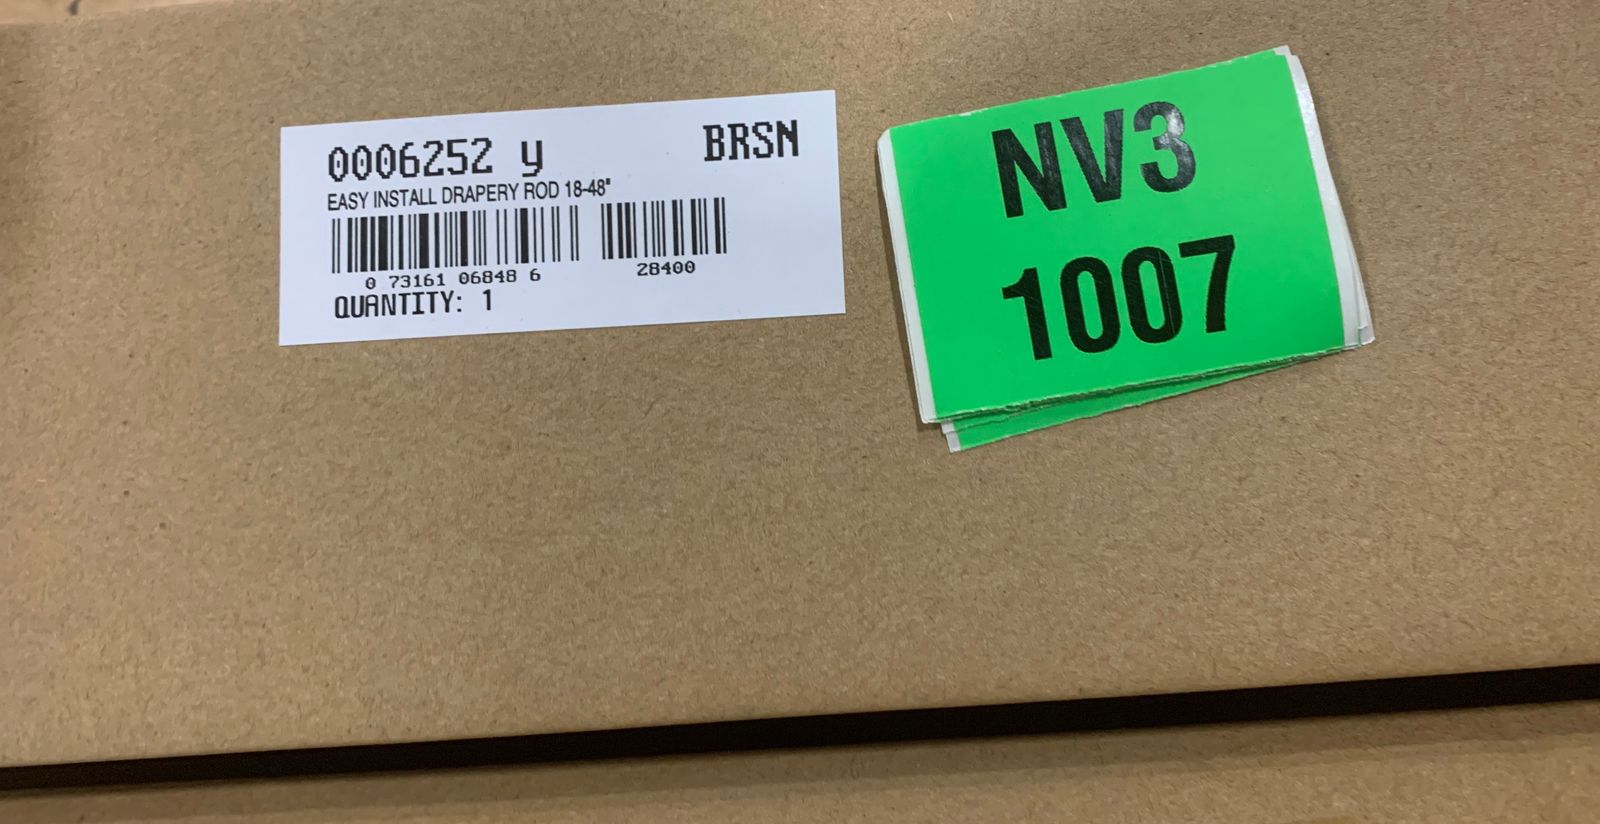 0006252 y BRSN
EASY INSTALL DRAPERY ROD 18-48"
0 73161 06848 6 28400
QUANTITY: 1
NV3
1007